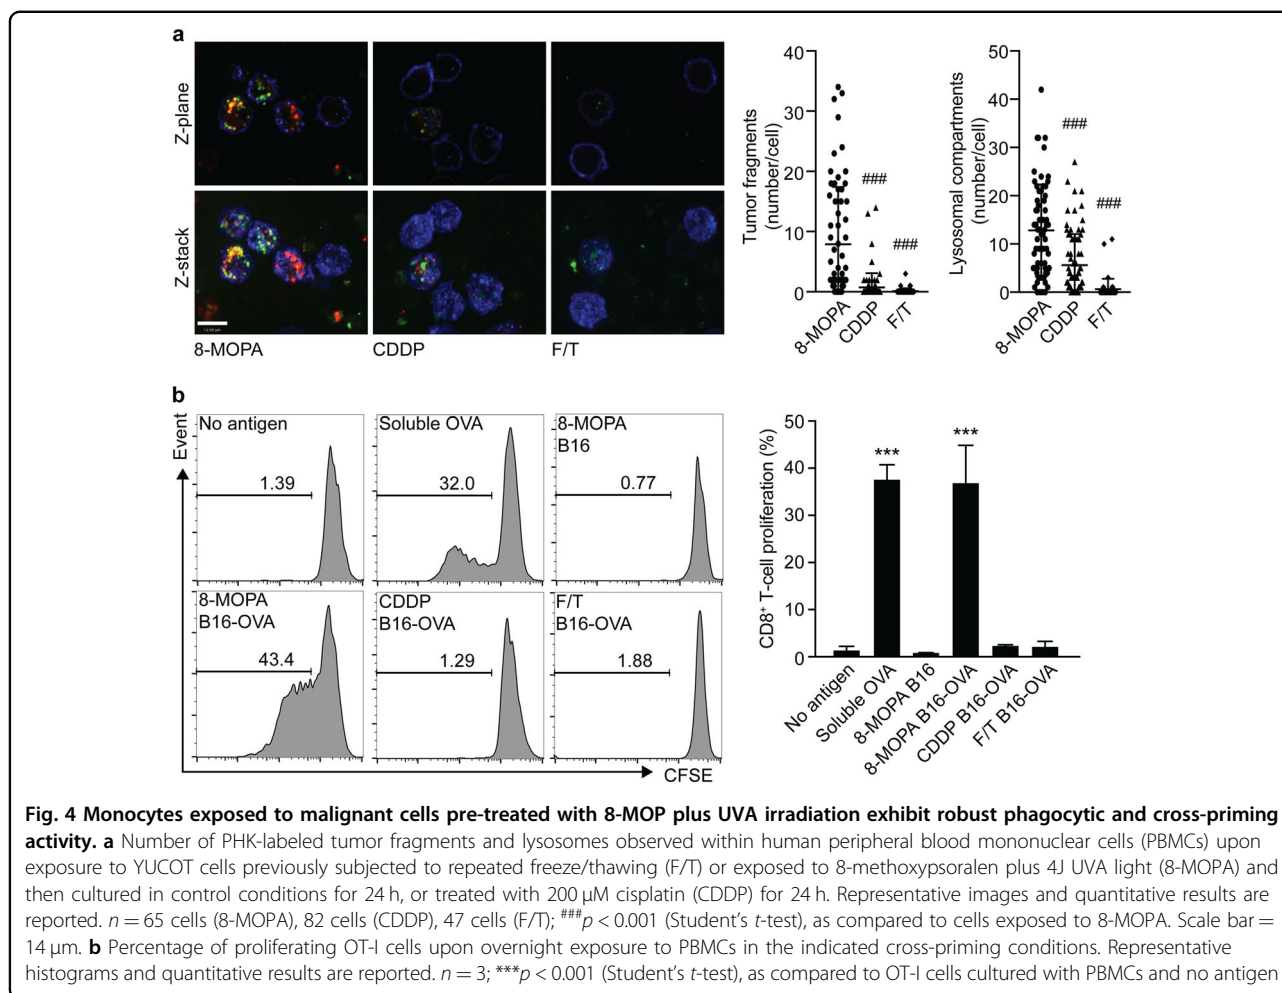 a
Z-plane
Z-stack
8-MOPA
CDDP
F/T
Tumor fragments
(number/cell)
40
30
20
10
0
###
###
8-MOPA
CDDP
F/T
Lysosomal compartments
(number/cell)
50
40
30
20
10
0
###
###
8-MOPA
CDDP
F/T
b
Event
No antigen
1.39
Soluble OVA
32.0
8-MOPA
B16
0.77
8-MOPA
B16-OVA
43.4
CDDP
B16-OVA
1.29
F/T
B16-OVA
1.88
CFSE
CD8⁺ T-cell proliferation (%)
50
40
30
20
10
0
***
***
No antigen
Soluble OVA
8-MOPA B16
8-MOPA B16-OVA
CDDP B16-OVA
F/T B16-OVA
Fig. 4 Monocytes exposed to malignant cells pre-treated with 8-MOP plus UVA irradiation exhibit robust phagocytic and cross-priming
activity. a Number of PHK-labeled tumor fragments and lysosomes observed within human peripheral blood mononuclear cells (PBMCs) upon
exposure to YUCOT cells previously subjected to repeated freeze/thawing (F/T) or exposed to 8-methoxypsoralen plus 4J UVA light (8-MOPA) and
then cultured in control conditions for 24 h, or treated with 200 µM cisplatin (CDDP) for 24 h. Representative images and quantitative results are
reported. n = 65 cells (8-MOPA), 82 cells (CDDP), 47 cells (F/T); ###p < 0.001 (Student's t-test), as compared to cells exposed to 8-MOPA. Scale bar =
14 µm. b Percentage of proliferating OT-I cells upon overnight exposure to PBMCs in the indicated cross-priming conditions. Representative
histograms and quantitative results are reported. n = 3; ***p < 0.001 (Student's t-test), as compared to OT-I cells cultured with PBMCs and no antigen